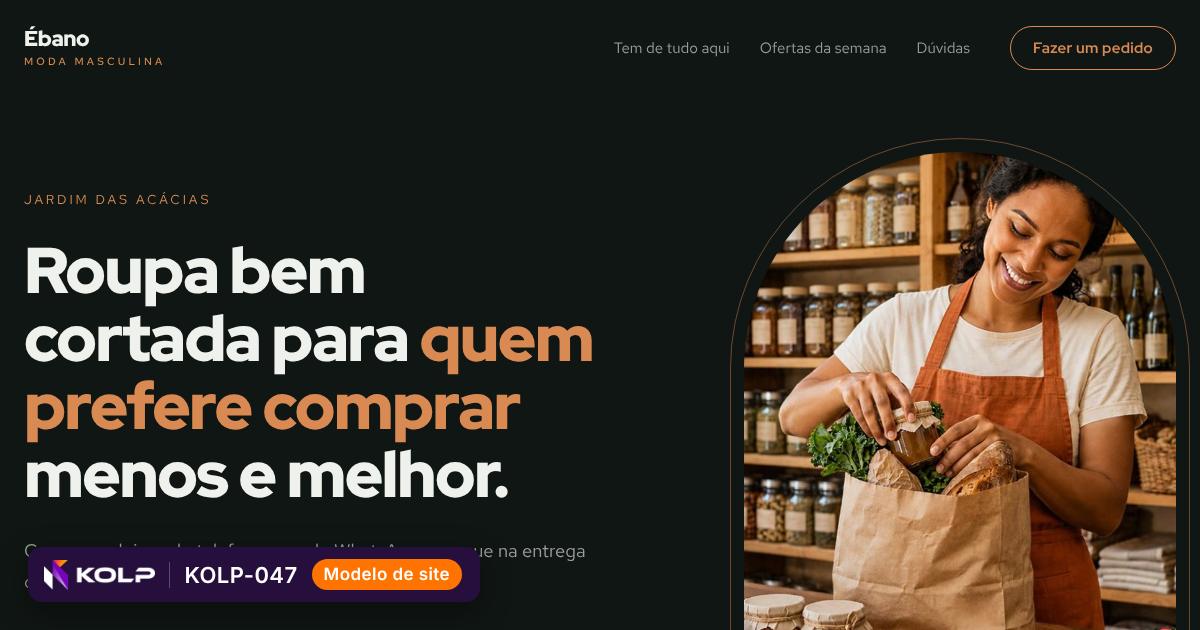 Ébano
MODA MASCULINA
Tem de tudo aqui
Ofertas da semana
Dúvidas
Fazer um pedido
JARDIM DAS ACÁCIAS
Roupa bem
cortada para quem
prefere comprar
menos e melhor.
na entrega
KOLP
KOLP-047
Modelo de site